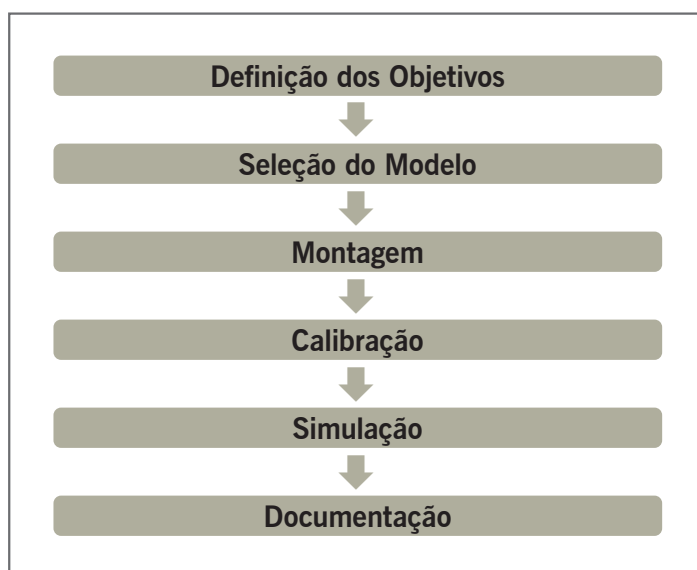 Definição dos Objetivos
Seleção do Modelo
Montagem
Calibração
Simulação
Documentação